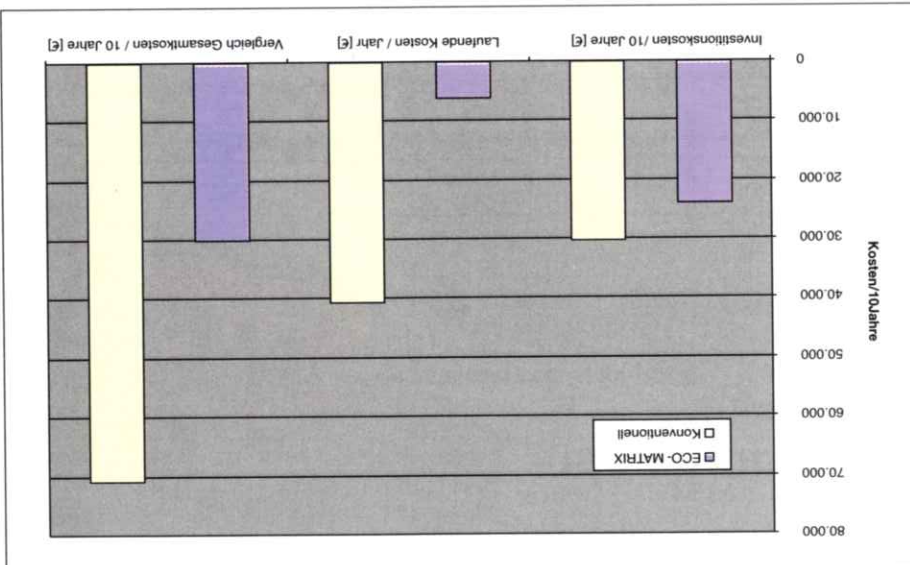 80.000
70.000
60.000
50.000
40.000
30.000
20.000
10.000
0
Kosten/10Jahre
ECO- MATRIX
Konventionell
Investitionskosten /10 Jahre [€]
Laufende Kosten / Jahr [€]
Vergleich Gesamtkosten / 10 Jahre [€]